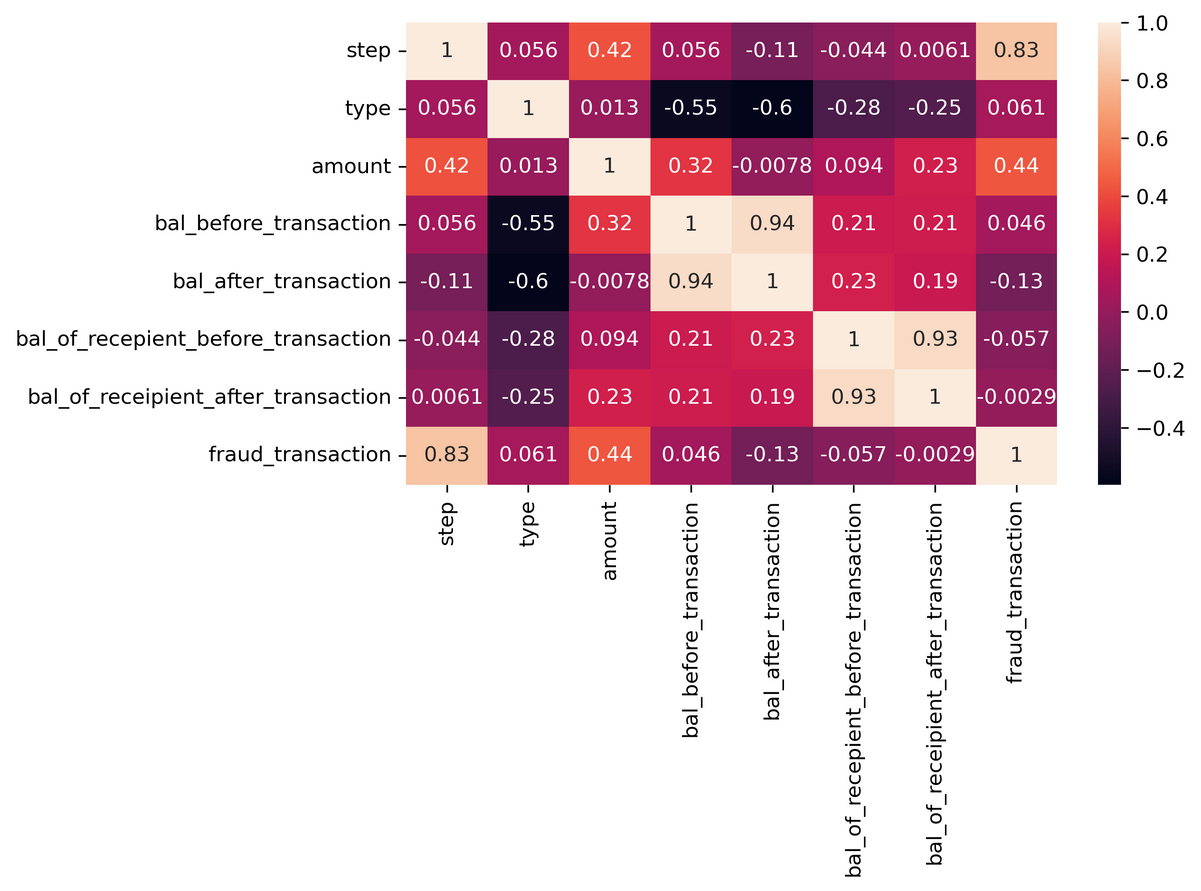 step 1 0.056 0.42 0.056 -0.11 -0.044 0.0061 0.83
type 0.056 1 0.013 -0.55 -0.6 -0.28 -0.25 0.061
amount 0.42 0.013 1 0.32 -0.0078 0.094 0.23 0.44
bal_before_transaction 0.056 -0.55 0.32 1 0.94 0.21 0.21 0.046
bal_after_transaction -0.11 -0.6 -0.0078 0.94 1 0.23 0.19 -0.13
bal_of_recepient_before_transaction -0.044 -0.28 0.094 0.21 0.23 1 0.93 -0.057
bal_of_receipient_after_transaction 0.0061 -0.25 0.23 0.21 0.19 0.93 1 -0.0029
fraud_transaction 0.83 0.061 0.44 0.046 -0.13 -0.057 -0.0029 1
step
type
amount
bal_before_transaction
bal_after_transaction
bal_of_recepient_before_transaction
bal_of_receipient_after_transaction
fraud_transaction
1.0
0.8
0.6
0.4
0.2
0.0
−0.2
−0.4